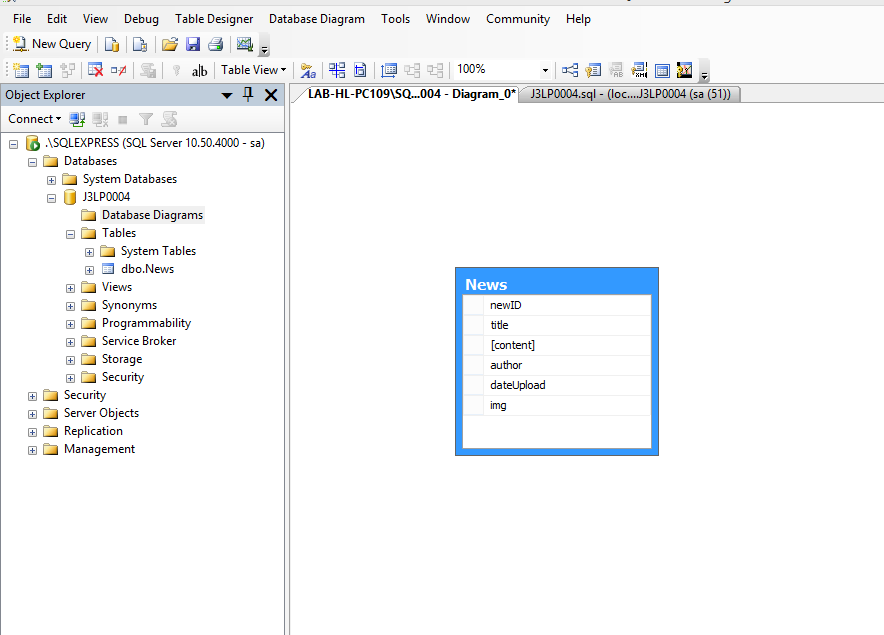 File Edit View Debug Table Designer Database Diagram Tools Window Community Help
New Query
ab Table View 100%
Object Explorer
Connect
.\SQLEXPRESS (SQL Server 10.50.4000 - sa)
Databases
System Databases
J3LP0004
Database Diagrams
Tables
System Tables
dbo.News
Views
Synonyms
Programmability
Service Broker
Storage
Security
Security
Server Objects
Replication
Management
LAB-HL-PC109\SQ...004 - Diagram_0* J3LP0004.sql - (loc....J3LP0004 (sa (51))
News
newID
title
[content]
author
dateUpload
img